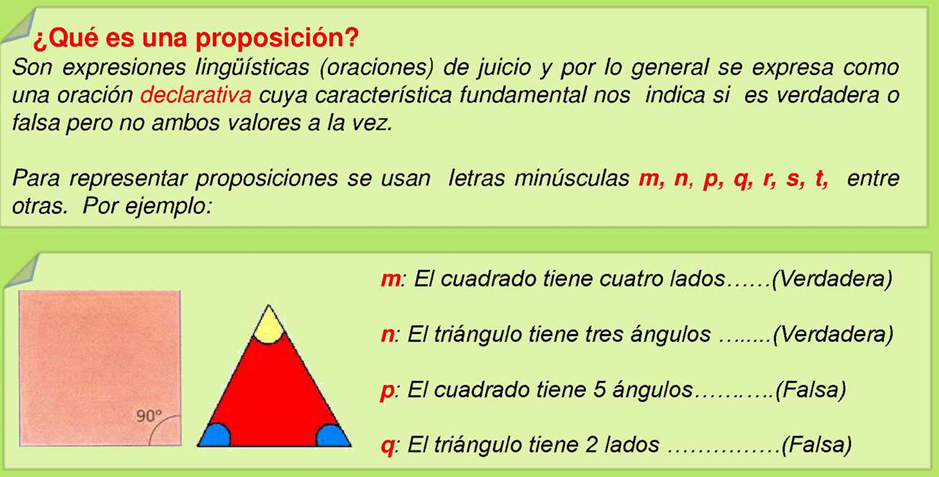 ¿Qué es una proposición?
Son expresiones lingüísticas (oraciones) de juicio y por lo general se expresa como
una oración declarativa cuya característica fundamental nos indica si es verdadera o
falsa pero no ambos valores a la vez.
Para representar proposiciones se usan letras minúsculas m, n, p, q, r, s, t, entre
otras. Por ejemplo:
m: El cuadrado tiene cuatro lados……(Verdadera)
n: El triángulo tiene tres ángulos ….....(Verdadera)
p: El cuadrado tiene 5 ángulos……..….(Falsa)
q: El triángulo tiene 2 lados ……………(Falsa)
90º